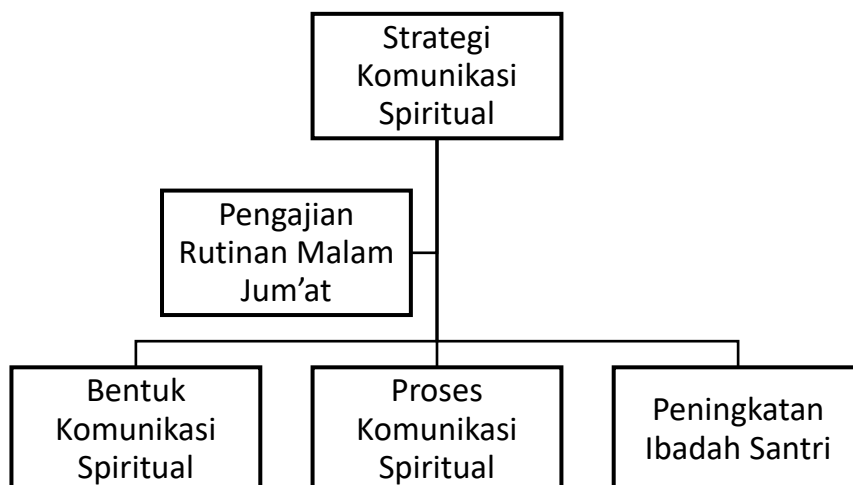 Strategi
Komunikasi
Spiritual
Pengajian
Rutinan Malam
Jum’at
Bentuk
Komunikasi
Spiritual
Proses
Komunikasi
Spiritual
Peningkatan
Ibadah Santri